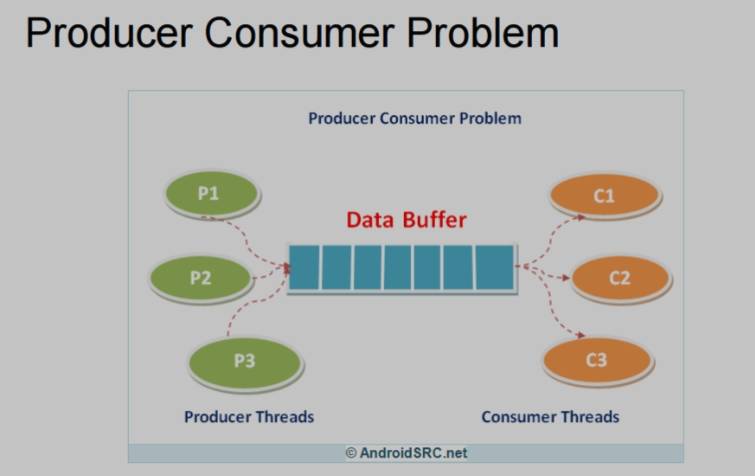 Producer Consumer Problem
Producer Consumer Problem
P1
C1
Data Buffer
P2
C2
P3
C3
Producer Threads
Consumer Threads
© AndroidSRC.net